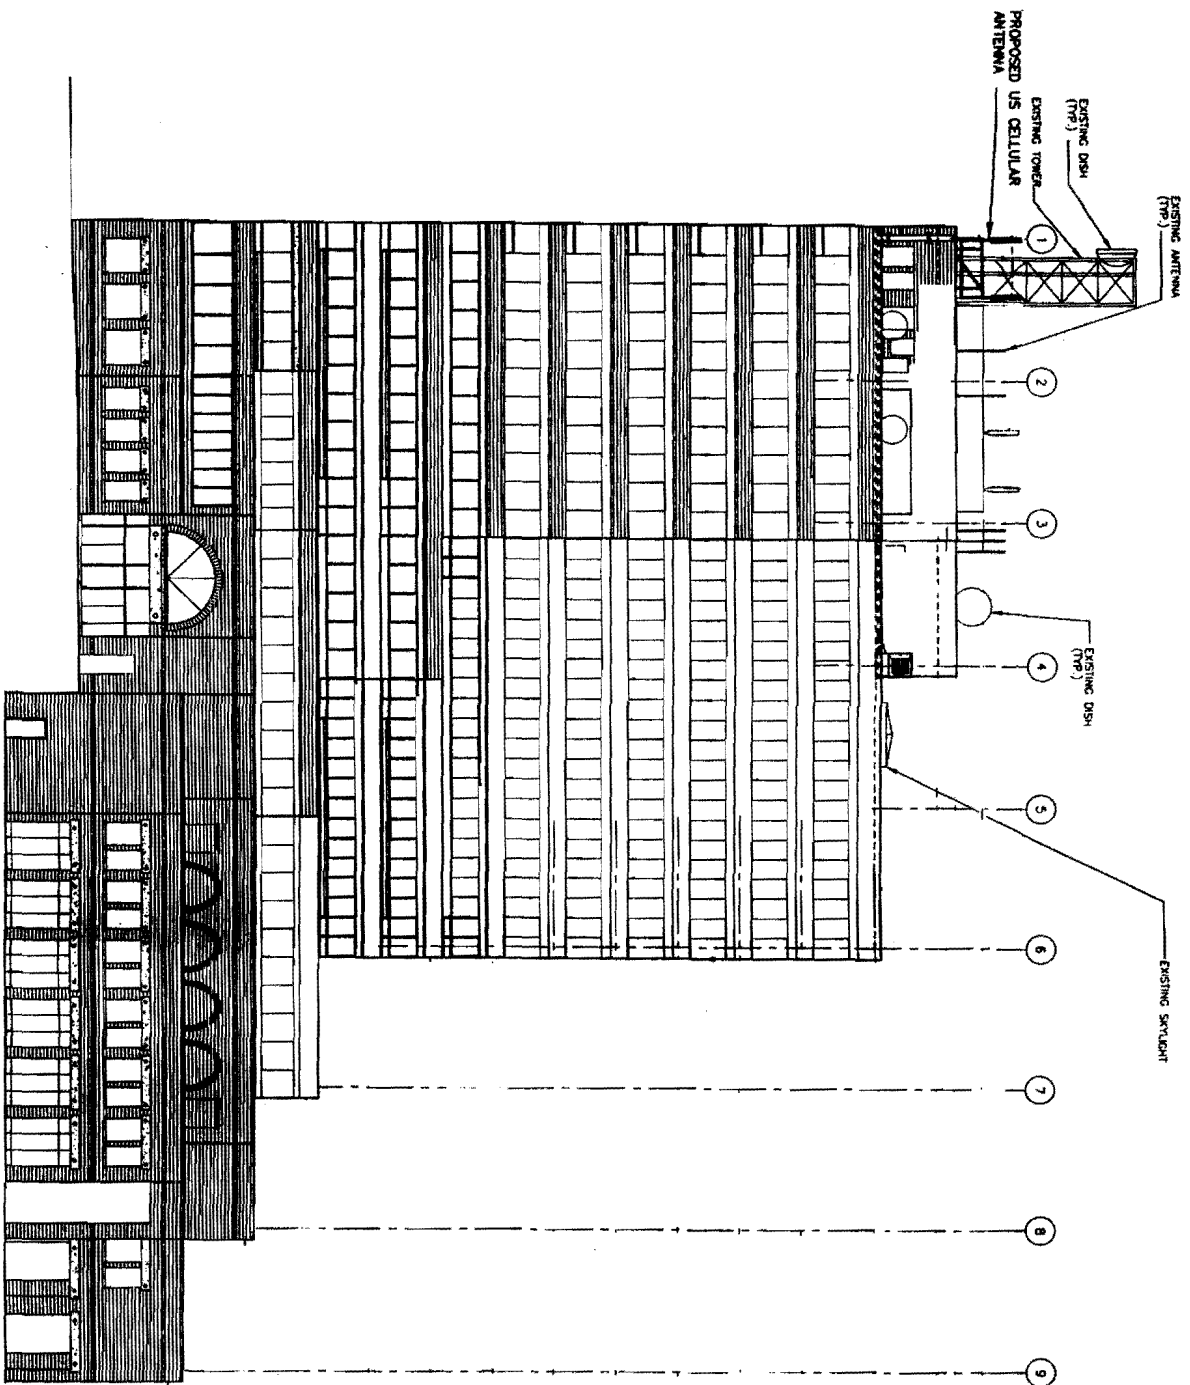 PROPOSED US CELLULAR
ANTENNA
EXISTING TOWER
EXISTING DISH
(TYP.)
EXISTING ANTENNA
(TYP.)
EXISTING DISH
(TYP.)
EXISTING SKYLIGHT
1
2
3
4
5
6
7
8
9